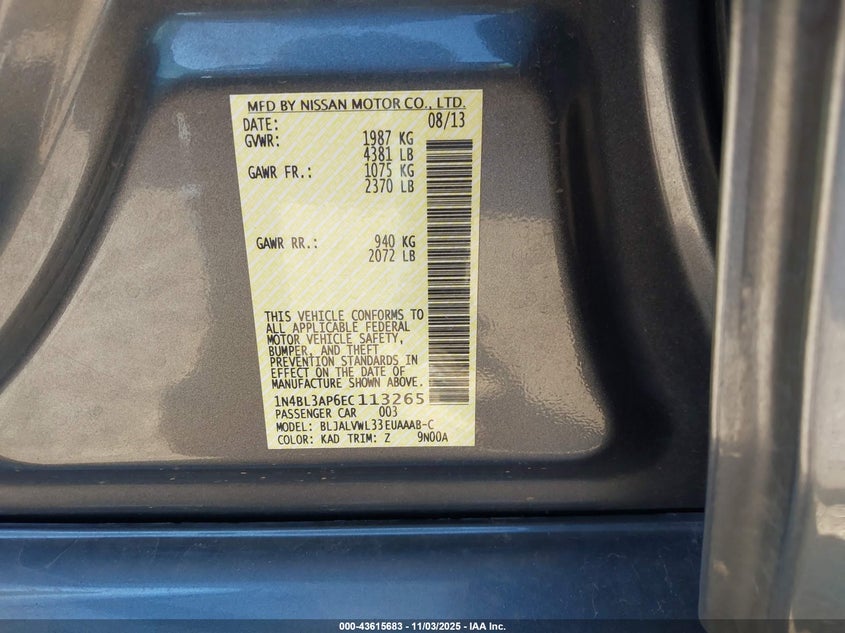 MFD BY NISSAN MOTOR CO., LTD.
DATE: 08/13
GVWR: 1987 KG
4381 LB
GAWR FR.: 1075 KG
2370 LB
GAWR RR.: 940 KG
2072 LB
THIS VEHICLE CONFORMS TO
ALL APPLICABLE FEDERAL
MOTOR VEHICLE SAFETY,
BUMPER, AND THEFT
PREVENTION STANDARDS IN
EFFECT ON THE DATE OF
MANUFACTURE SHOWN ABOVE.
1N4BL3AP6EC113265
PASSENGER CAR 003
MODEL: BLJALVWL33EUAAAB-C
COLOR: KAD TRIM: Z 9N00A
000-43615683 - 11/03/2025 - IAA Inc.